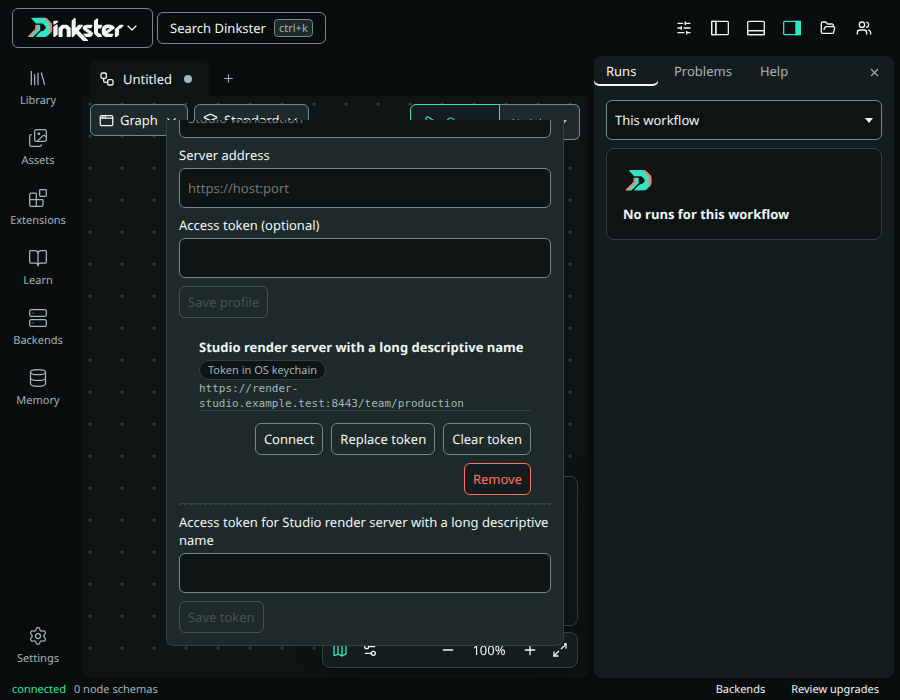 Dinkster
Search Dinkster ctrl+k
Library
Assets
Extensions
Learn
Backends
Memory
Settings
Untitled
Graph
Standard
Server address
https://host:port
Access token (optional)
Save profile
Studio render server with a long descriptive name
Token in OS keychain
https://render-
studio.example.test:8443/team/production
Connect Replace token Clear token
Remove
Access token for Studio render server with a long descriptive
name
Save token
100%
Runs Problems Help
This workflow
No runs for this workflow
connected 0 node schemas
Backends Review upgrades